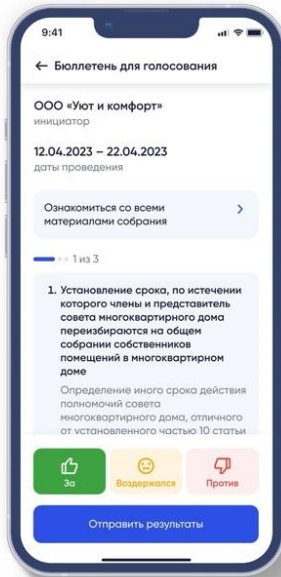 9:41
← Бюллетень для голосования
ООО «Уют и комфорт»
инициатор
12.04.2023 – 22.04.2023
даты проведения
Ознакомиться со всеми
материалами собрания
1 из 3
1. Установление срока, по истечении
которого члены и представитель
совета многоквартирного дома
переизбираются на общем
собрании собственников
помещений в многоквартирном
доме
Определение иного срока действия
полномочий совета
многоквартирного дома, отличного
от установленного частью 10 статьи
За
Воздержался
Против
Отправить результаты